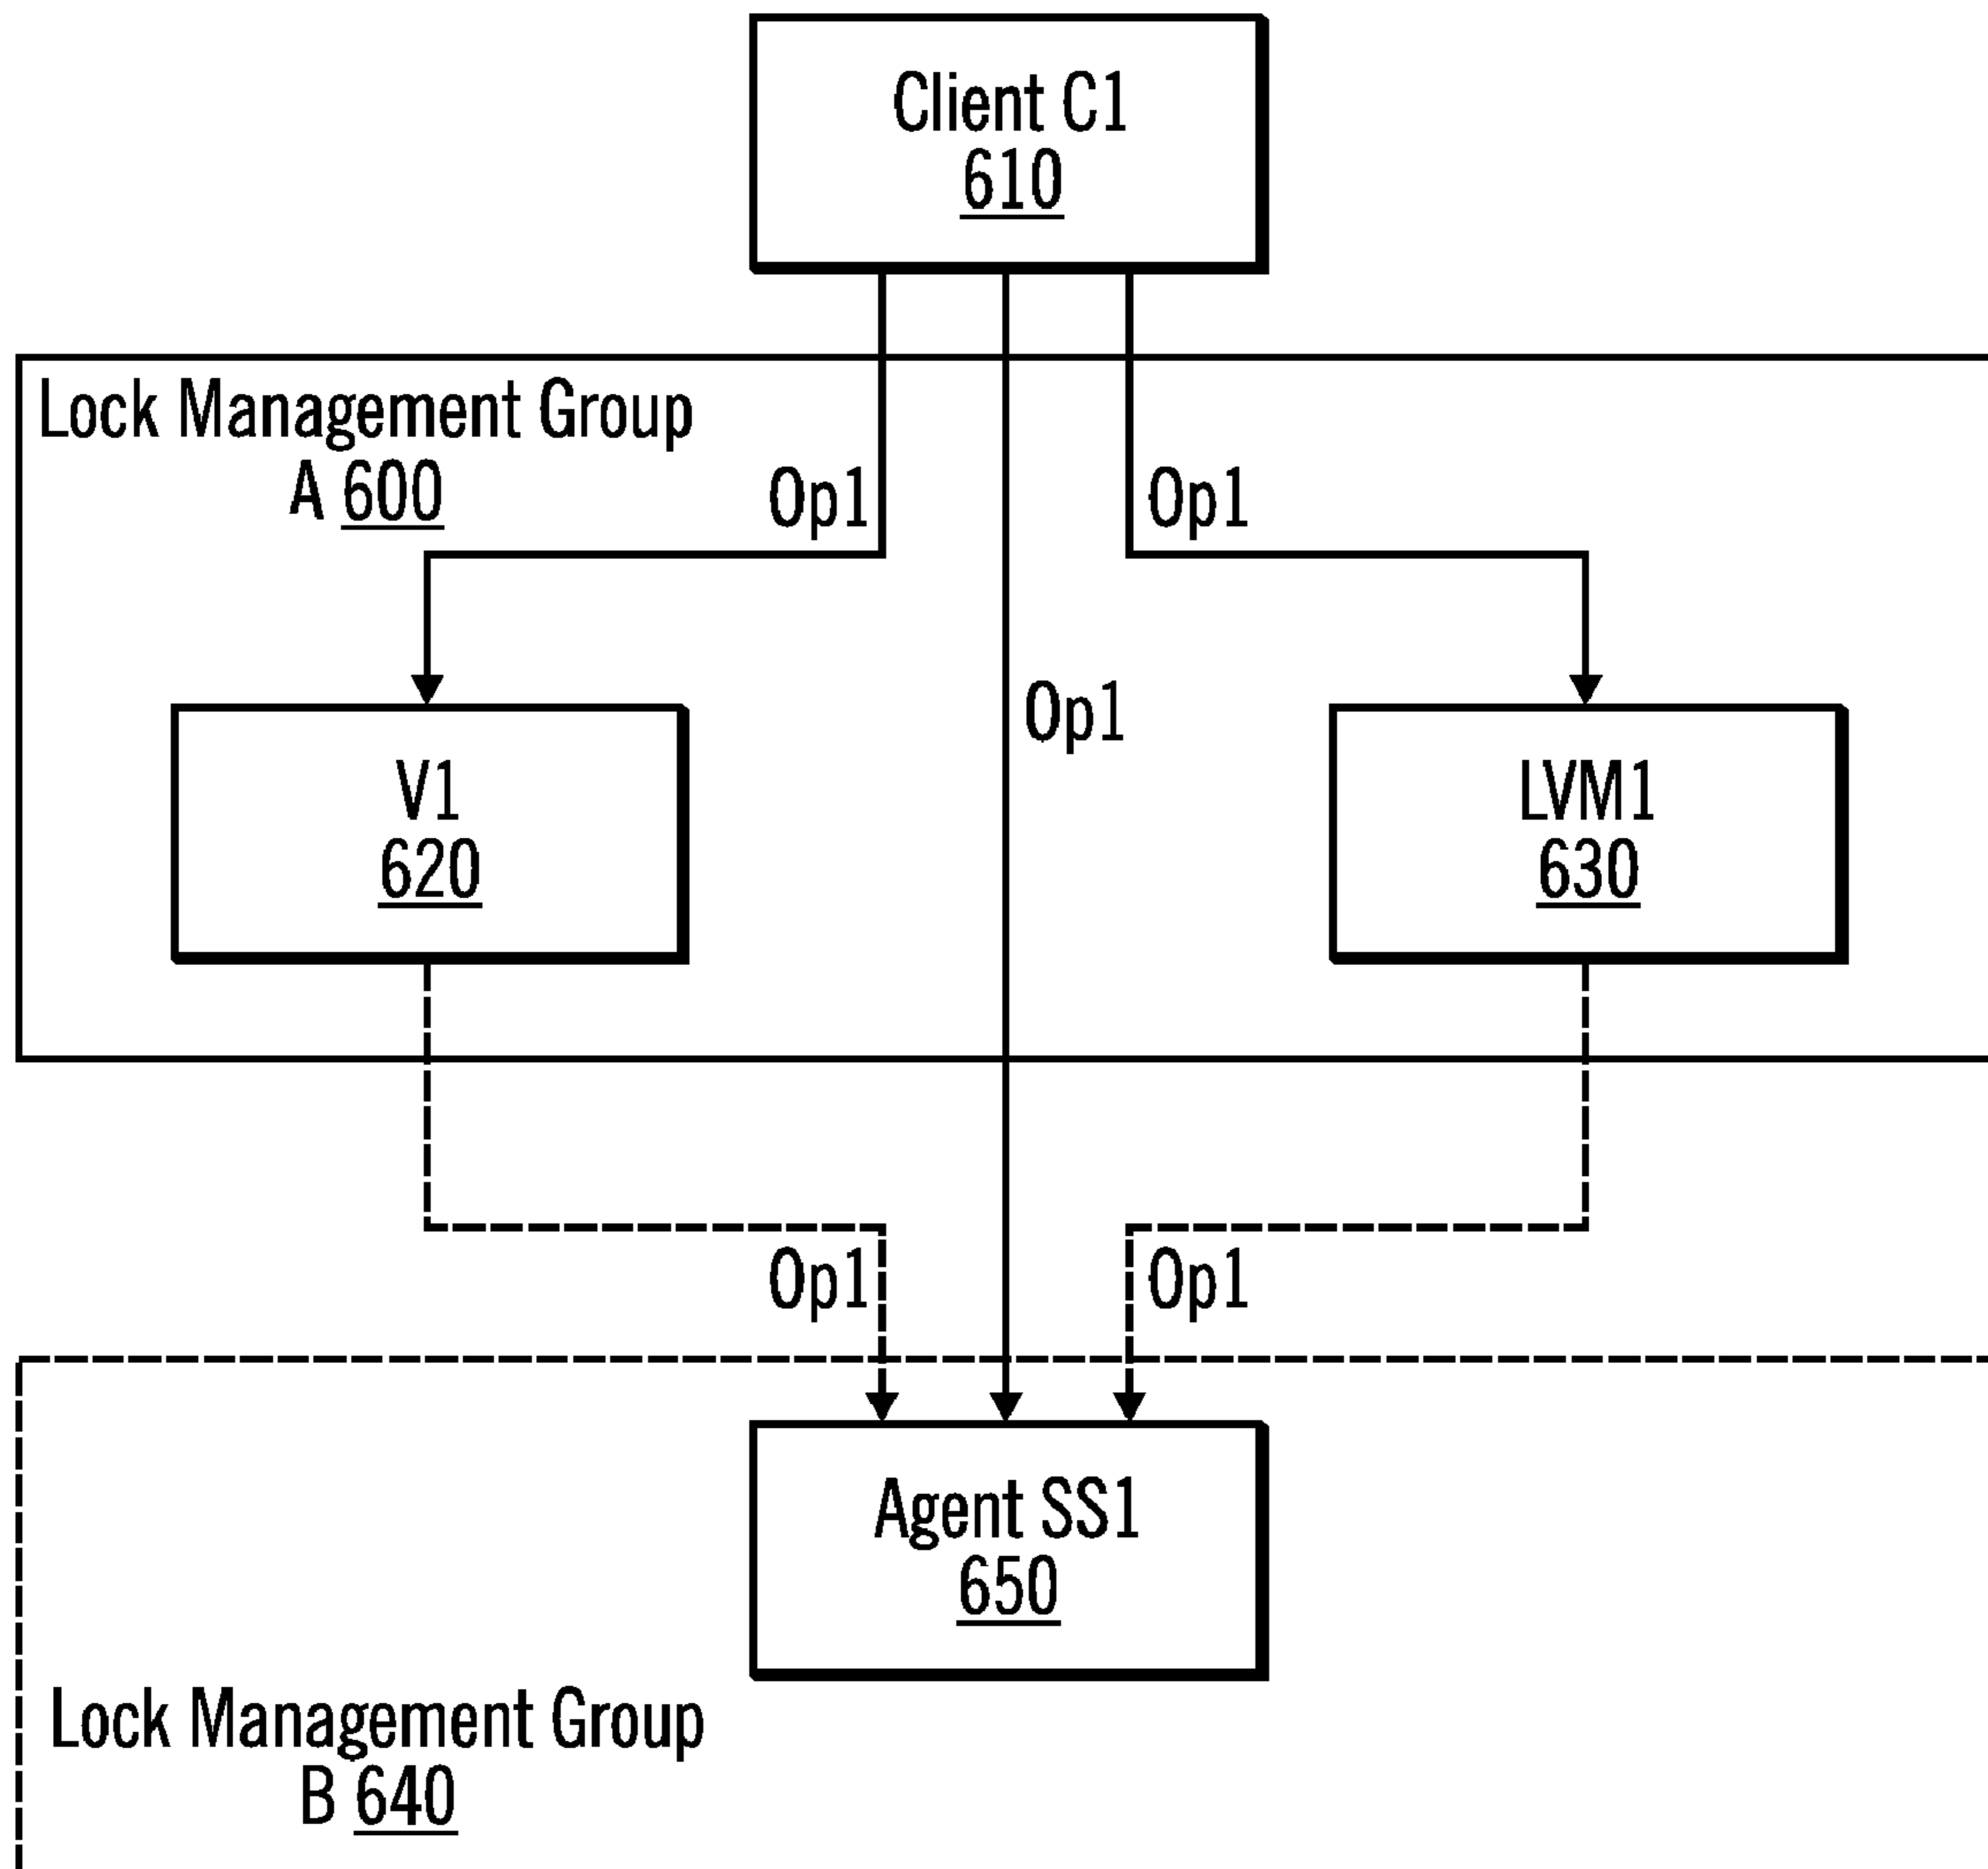 Client C1
610
Lock Management Group
A 600
Op1
Op1
Op1
V1
620
LVM1
630
Op1
Op1
Agent SS1
650
Lock Management Group
B 640